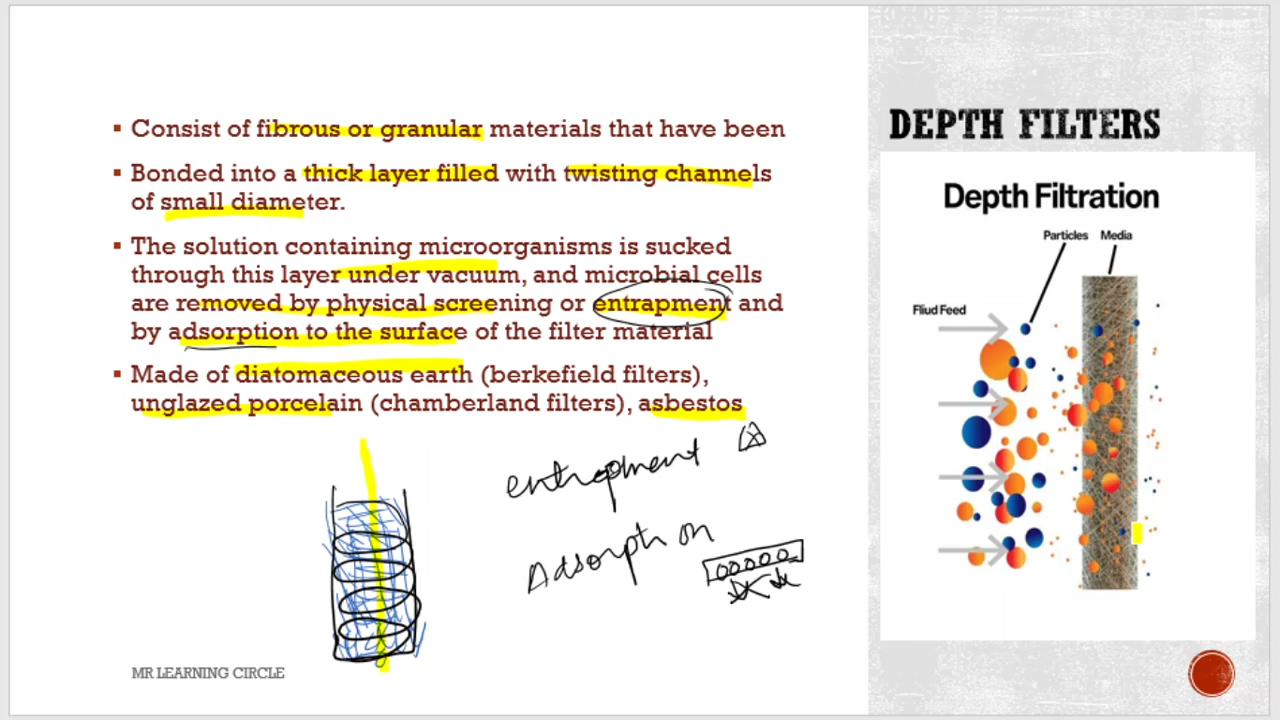 Consist of fibrous or granular materials that have been
Bonded into a thick layer filled with twisting channels
of small diameter.
The solution containing microorganisms is sucked
through this layer under vacuum, and microbial cells
are removed by physical screening or entrapment and
by adsorption to the surface of the filter material
Made of diatomaceous earth (berkefield filters),
unglazed porcelain (chamberland filters), asbestos
entrapment
Adsorption
MR LEARNING CIRCLE
DEPTH FILTERS
Depth Filtration
Particles Media
Fliud Feed